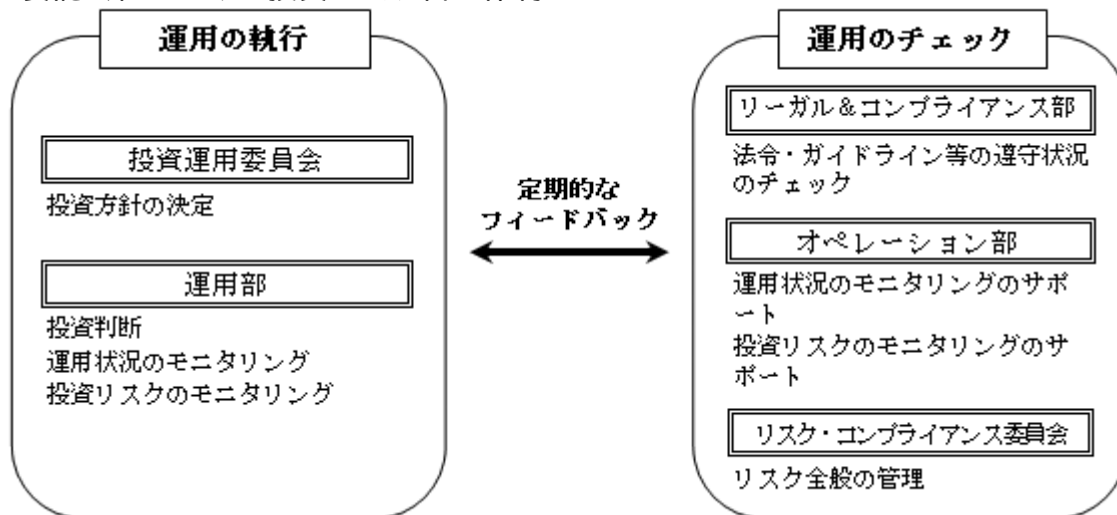 運用の執行
投資運用委員会
投資方針の決定
運用部
投資判断
運用状況のモニタリング
投資リスクのモニタリング
定期的な
フィードバック
運用のチェック
リーガル&コンプライアンス部
法令・ガイドライン等の遵守状況
のチェック
オペレーション部
運用状況のモニタリングのサポ
ート
投資リスクのモニタリングのサ
ポート
リスク・コンプライアンス委員会
リスク全般の管理